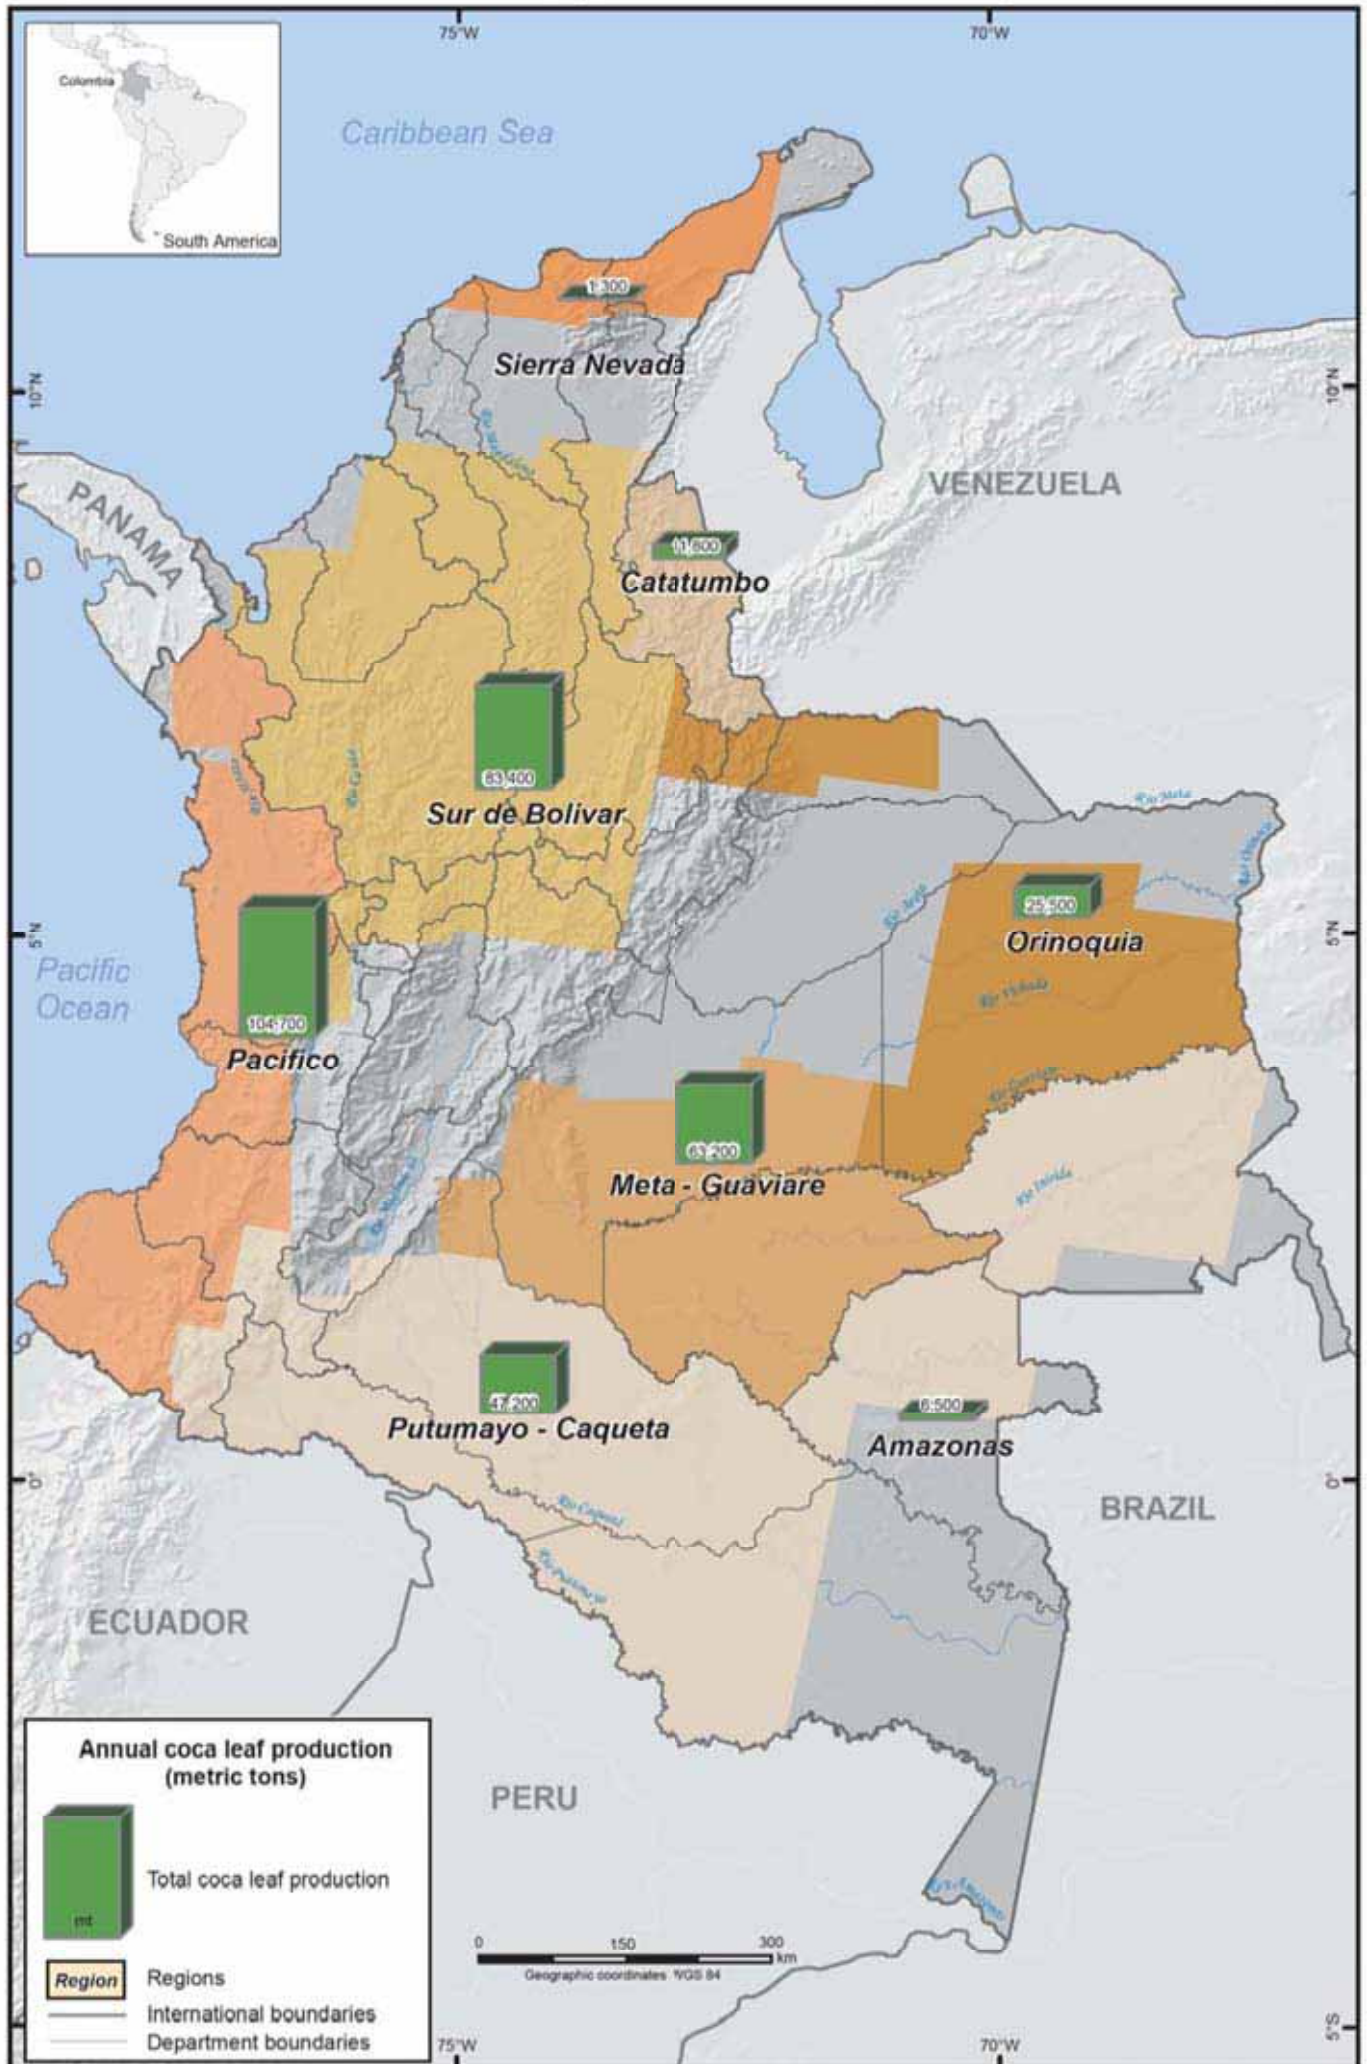 75°W
70°W
Colombia
South America
Caribbean Sea
1,300
Sierra Nevada
10°N
10°N
VENEZUELA
PANAMA
11,800
Catatumbo
83,400
Sur de Bolivar
Rio Meta
25,500
Orinoquia
5°N
5°N
Pacific
Ocean
104,700
Pacifico
63,200
Meta - Guaviare
47,200
Putumayo - Caqueta
6,500
Amazonas
0°
0°
BRAZIL
Rio Caquetá
Rio Putumayo
ECUADOR
PERU
Rio Amazonas
Annual coca leaf production
(metric tons)
Total coca leaf production
mt
Region
Regions
International boundaries
Department boundaries
0
150
300
km
Geographic coordinates WGS 84
75°W
70°W
5°S